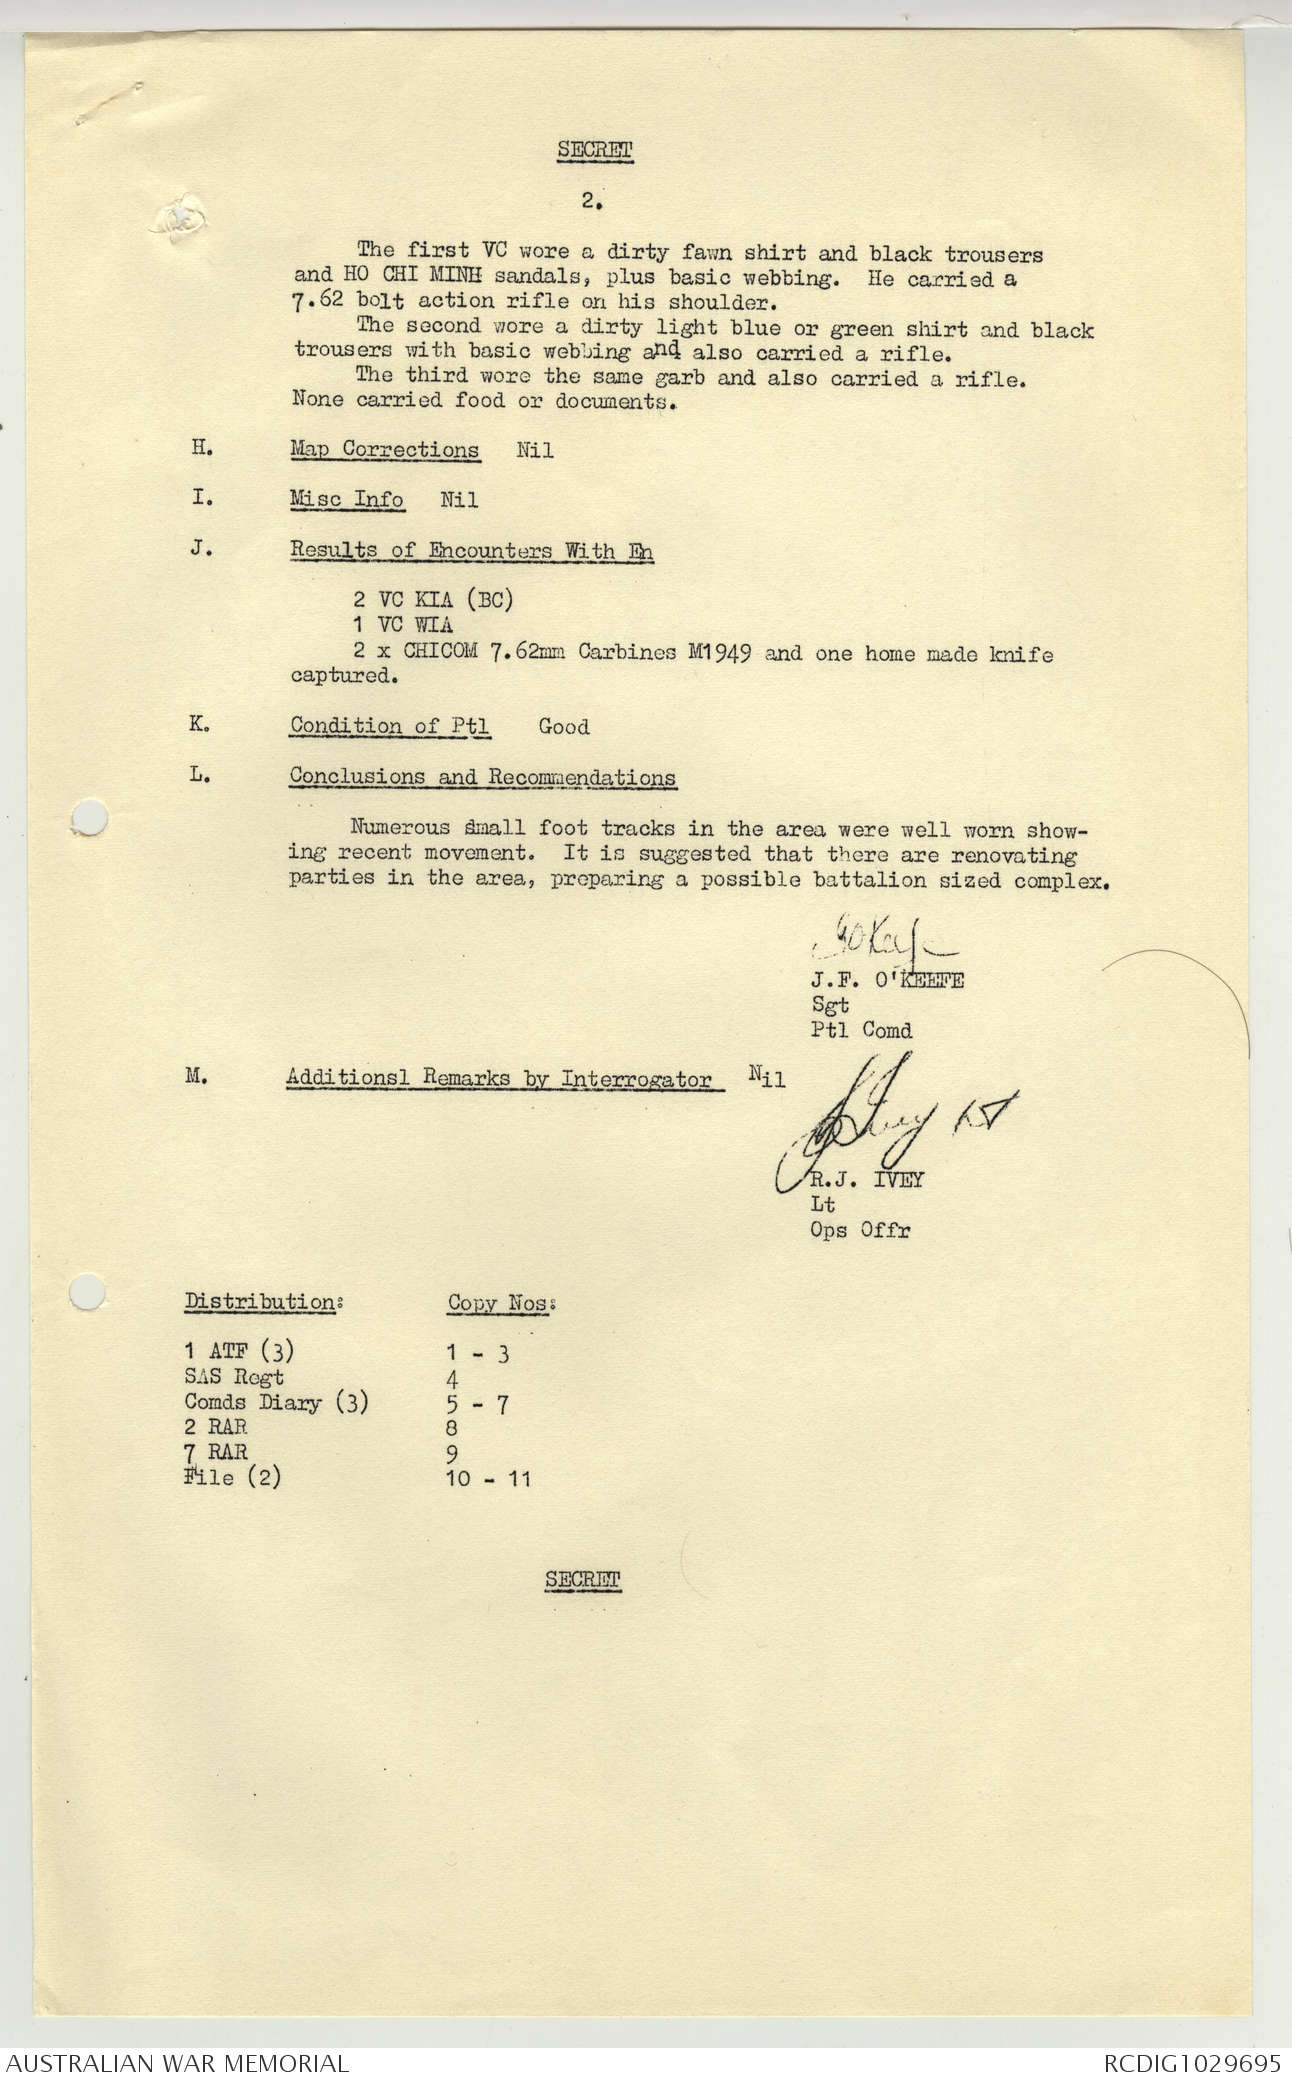 SECRET
2.
The first VC wore a dirty fawn shirt and black trousers
and HO CHI MINH sandals, plus basic webbing. He carried a
7.62 bolt action rifle on his shoulder.
The second wore a dirty light blue or green shirt and black
trousers with basic webbing and also carried a rifle.
The third wore the same garb and also carried a rifle.
None carried food or documents.
H. Map Corrections Nil
I. Misc Info Nil
J. Results of Encounters With En
2 VC KIA (BC)
1 VC WIA
2 x CHICOM 7.62mm Carbines M1949 and one home made knife
captured.
K. Condition of Ptl Good
L. Conclusions and Recommendations
Numerous small foot tracks in the area were well worn show-
ing recent movement. It is suggested that there are renovating
parties in the area, preparing a possible battalion sized complex.
J.F. O'KEEFE
Sgt
Ptl Comd
M. Additionsl Remarks by Interrogator Nil
R.J. IVEY
Lt
Ops Offr
Distribution: Copy Nos:
1 ATF (3) 1 - 3
SAS Regt 4
Comds Diary (3) 5 - 7
2 RAR 8
7 RAR 9
File (2) 10 - 11
SECRET
AUSTRALIAN WAR MEMORIAL RCDIG1029695